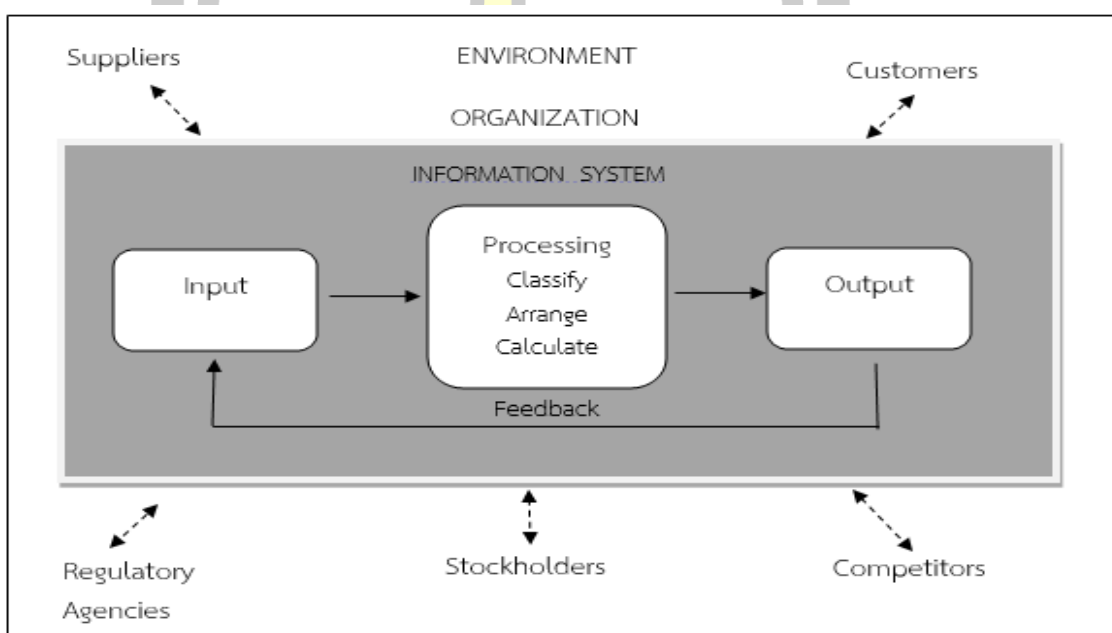 Suppliers
ENVIRONMENT
Customers
ORGANIZATION
INFORMATION SYSTEM
Input
Processing
Classify
Arrange
Calculate
Output
Feedback
Regulatory
Agencies
Stockholders
Competitors